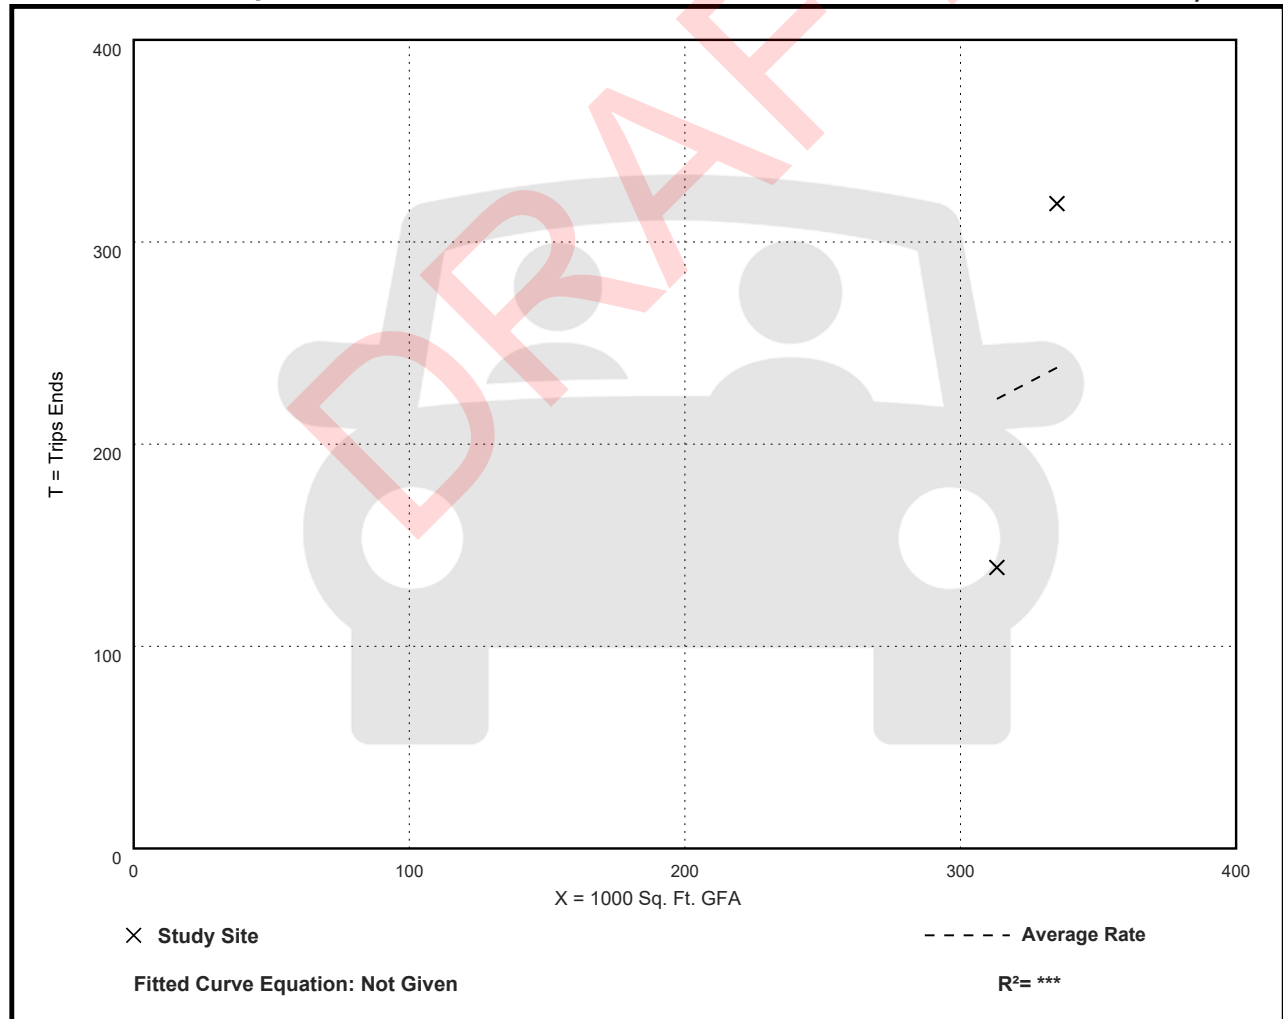 400
300
200
100
0
T = Trips Ends
0 100 200 300 400
X = 1000 Sq. Ft. GFA
Study Site
Average Rate
Fitted Curve Equation: Not Given
R²= ***